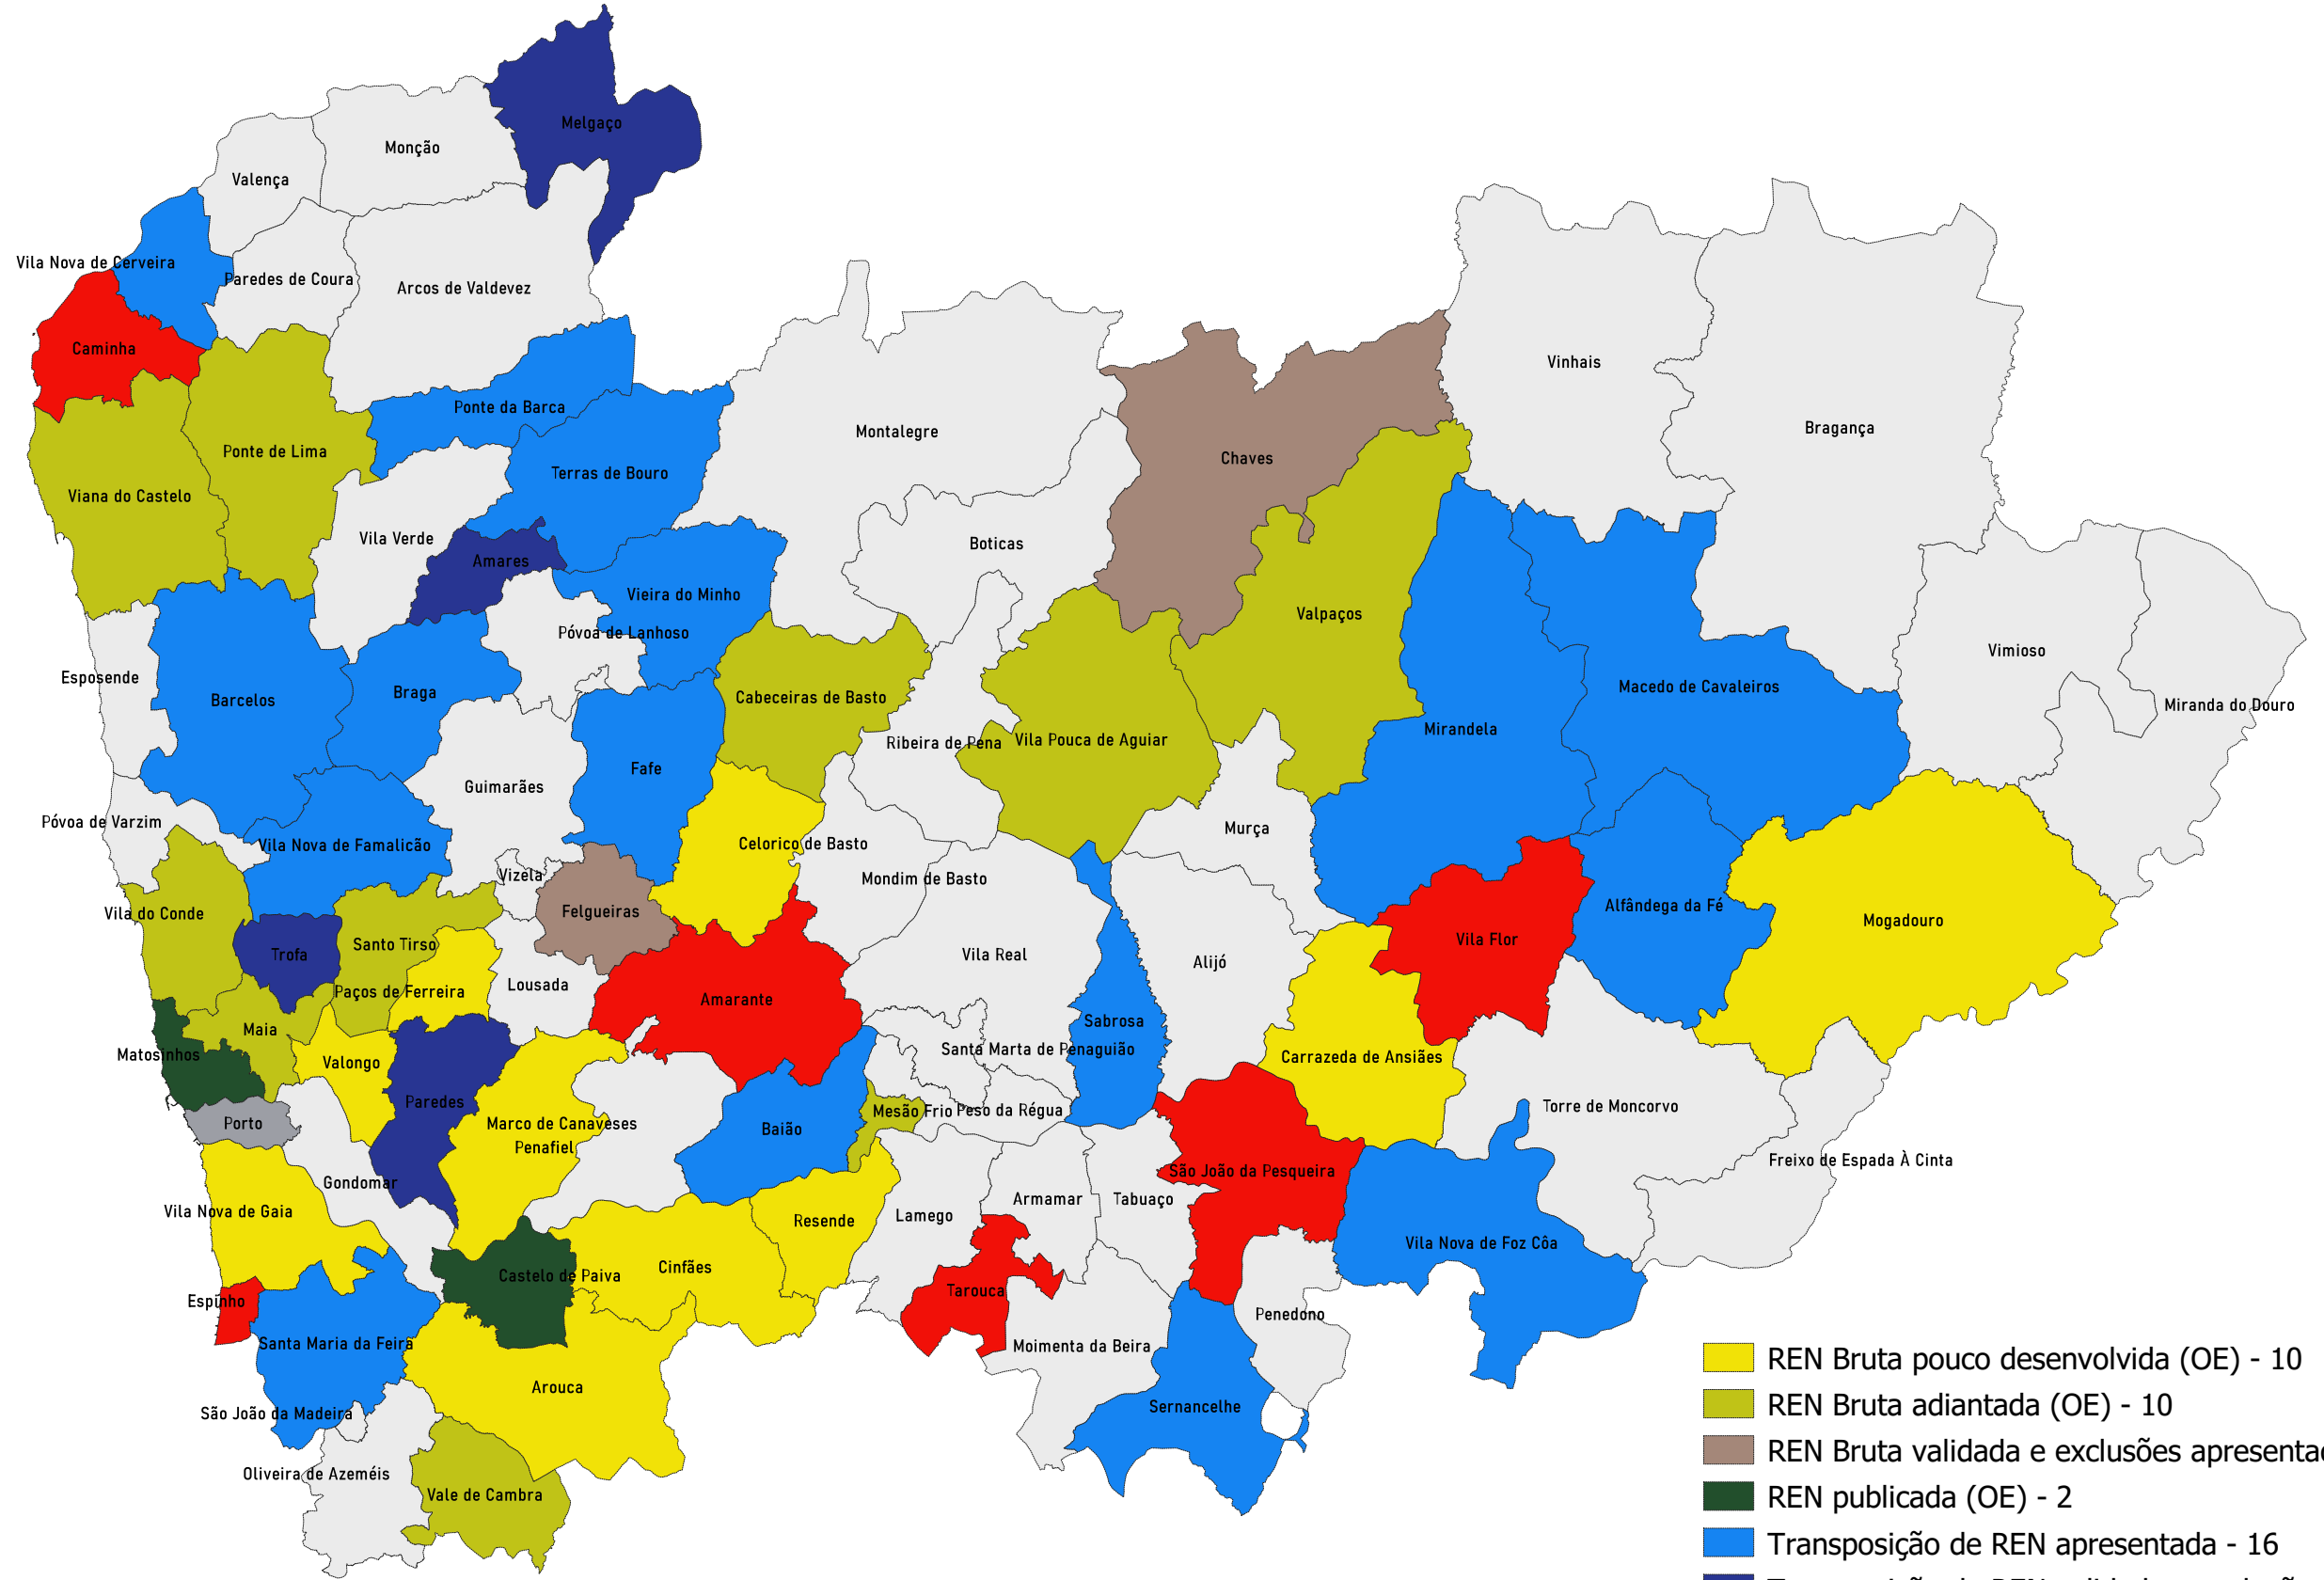 Melgaço
Monção
Valença
Vila Nova de Cerveira
Paredes de Coura
Arcos de Valdevez
Caminha
Vinhais
Ponte da Barca
Bragança
Montalegre
Ponte de Lima
Chaves
Terras de Bouro
Viana do Castelo
Vila Verde
Boticas
Amares
Vieira do Minho
Valpaços
Póvoa de Lanhoso
Vimioso
Esposende
Macedo de Cavaleiros
Braga
Cabeceiras de Basto
Barcelos
Miranda do Douro
Mirandela
Vila Pouca de Aguiar
Ribeira de Pena
Fafe
Guimarães
Póvoa de Varzim
Murça
Celorico de Basto
Vila Nova de Famalicão
Vizela
Mondim de Basto
Alfândega da Fé
Felgueiras
Vila do Conde
Mogadouro
Vila Flor
Santo Tirso
Trofa
Vila Real
Alijó
Lousada
Paços de Ferreira
Amarante
Sabrosa
Maia
Santa Marta de Penaguião
Matosinhos
Carrazeda de Ansiães
Valongo
Paredes
Torre de Moncorvo
Mesão Frio
Peso da Régua
Porto
Marco de Canaveses
Baião
Penafiel
Freixo de Espada À Cinta
São João da Pesqueira
Gondomar
Armamar
Tabuaço
Vila Nova de Gaia
Lamego
Resende
Vila Nova de Foz Côa
Cinfães
Castelo de Paiva
Tarouca
Espinho
Penedono
Santa Maria da Feira
Moimenta da Beira
Arouca
Sernancelhe
São João da Madeira
Oliveira de Azeméis
Vale de Cambra
REN Bruta pouco desenvolvida (OE) - 10
REN Bruta adiantada (OE) - 10
REN Bruta validada e exclusões
REN publicada (OE) - 2
Transposição de REN apresentada - 16